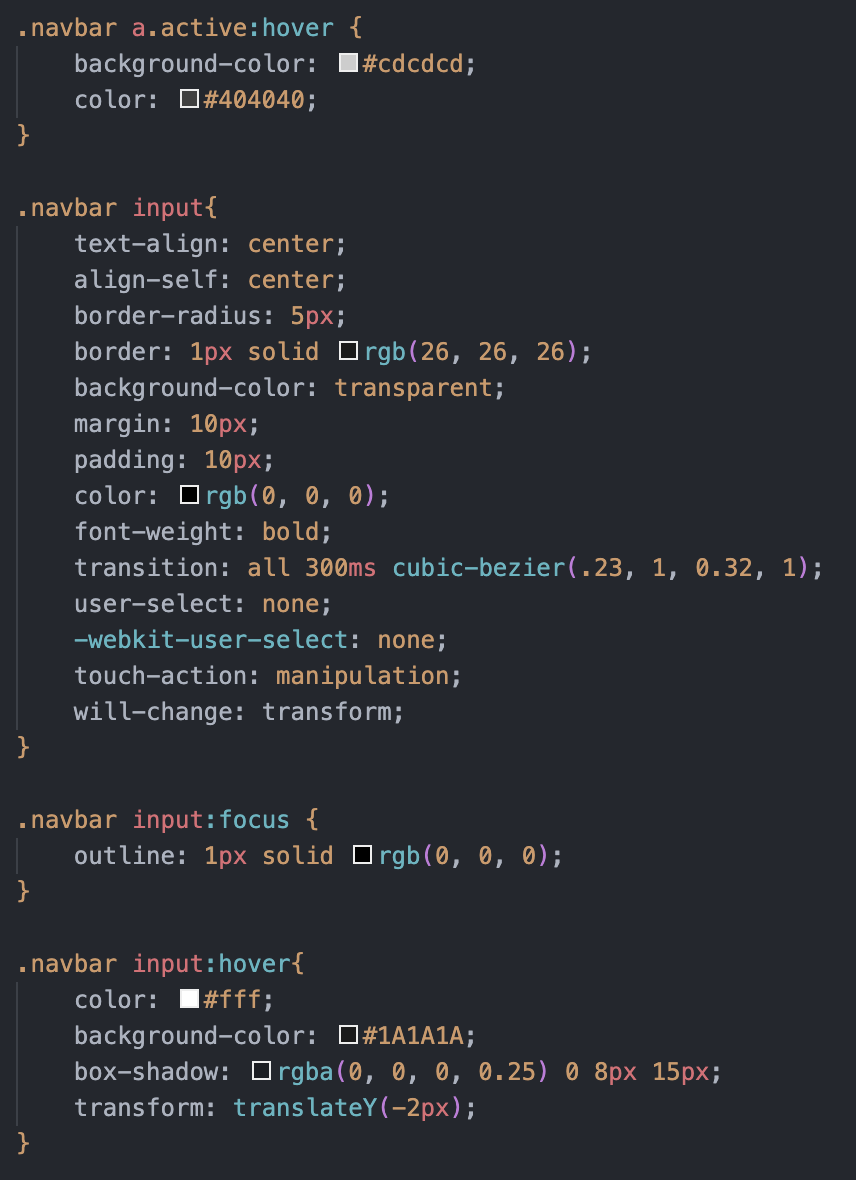 .navbar a.active:hover {
background-color: #cdcdcd;
color: #404040;
}
.navbar input{
text-align: center;
align-self: center;
border-radius: 5px;
border: 1px solid rgb(26, 26, 26);
background-color: transparent;
margin: 10px;
padding: 10px;
color: rgb(0, 0, 0);
font-weight: bold;
transition: all 300ms cubic-bezier(.23, 1, 0.32, 1);
user-select: none;
-webkit-user-select: none;
touch-action: manipulation;
will-change: transform;
}
.navbar input:focus {
outline: 1px solid rgb(0, 0, 0);
}
.navbar input:hover{
color: #fff;
background-color: #1A1A1A;
box-shadow: rgba(0, 0, 0, 0.25) 0 8px 15px;
transform: translateY(-2px);
}